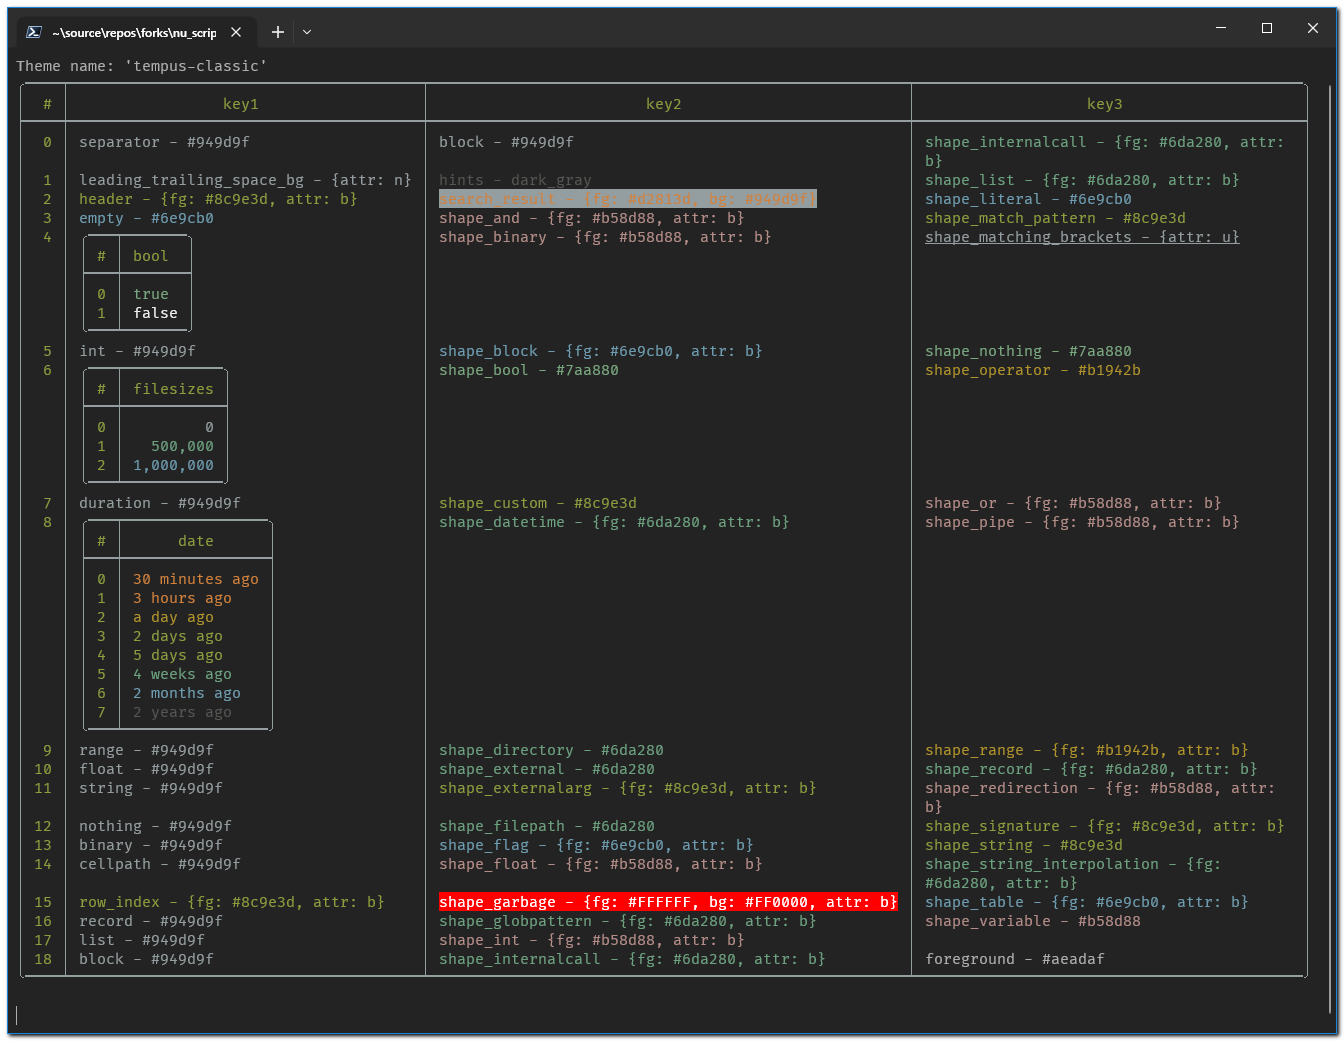 ~\source\repos\forks\nu_scrip
Theme name: 'tempus-classic'
# key1 key2 key3
0 separator - #949d9f block - #949d9f shape_internalcall - {fg: #6da280, attr:
b}
1 leading_trailing_space_bg - {attr: n} hints - dark_gray shape_list - {fg: #6da280, attr: b}
2 header - {fg: #8c9e3d, attr: b} search_result - {fg: #d2813d, bg: #949d9f} shape_literal - #6e9cb0
3 empty - #6e9cb0 shape_and - {fg: #b58d88, attr: b} shape_match_pattern - #8c9e3d
4 shape_binary - {fg: #b58d88, attr: b} shape_matching_brackets - {attr: u}
# bool
0 true
1 false
5 int - #949d9f shape_block - {fg: #6e9cb0, attr: b} shape_nothing - #7aa880
6 shape_bool - #7aa880 shape_operator - #b1942b
# filesizes
0 0
1 500,000
2 1,000,000
7 duration - #949d9f shape_custom - #8c9e3d shape_or - {fg: #b58d88, attr: b}
8 shape_datetime - {fg: #6da280, attr: b} shape_pipe - {fg: #b58d88, attr: b}
# date
0 30 minutes ago
1 3 hours ago
2 a day ago
3 2 days ago
4 5 days ago
5 4 weeks ago
6 2 months ago
7 2 years ago
9 range - #949d9f shape_directory - #6da280 shape_range - {fg: #b1942b, attr: b}
10 float - #949d9f shape_external - #6da280 shape_record - {fg: #6da280, attr: b}
11 string - #949d9f shape_externalarg - {fg: #8c9e3d, attr: b} shape_redirection - {fg: #b58d88, attr:
b}
12 nothing - #949d9f shape_filepath - #6da280 shape_signature - {fg: #8c9e3d, attr: b}
13 binary - #949d9f shape_flag - {fg: #6e9cb0, attr: b} shape_string - #8c9e3d
14 cellpath - #949d9f shape_float - {fg: #b58d88, attr: b} shape_string_interpolation - {fg:
#6da280, attr: b}
15 row_index - {fg: #8c9e3d, attr: b} shape_garbage - {fg: #FFFFFF, bg: #FF0000, attr: b} shape_table - {fg: #6e9cb0, attr: b}
16 record - #949d9f shape_globpattern - {fg: #6da280, attr: b} shape_variable - #b58d88
17 list - #949d9f shape_int - {fg: #b58d88, attr: b}
18 block - #949d9f shape_internalcall - {fg: #6da280, attr: b} foreground - #aeadaf